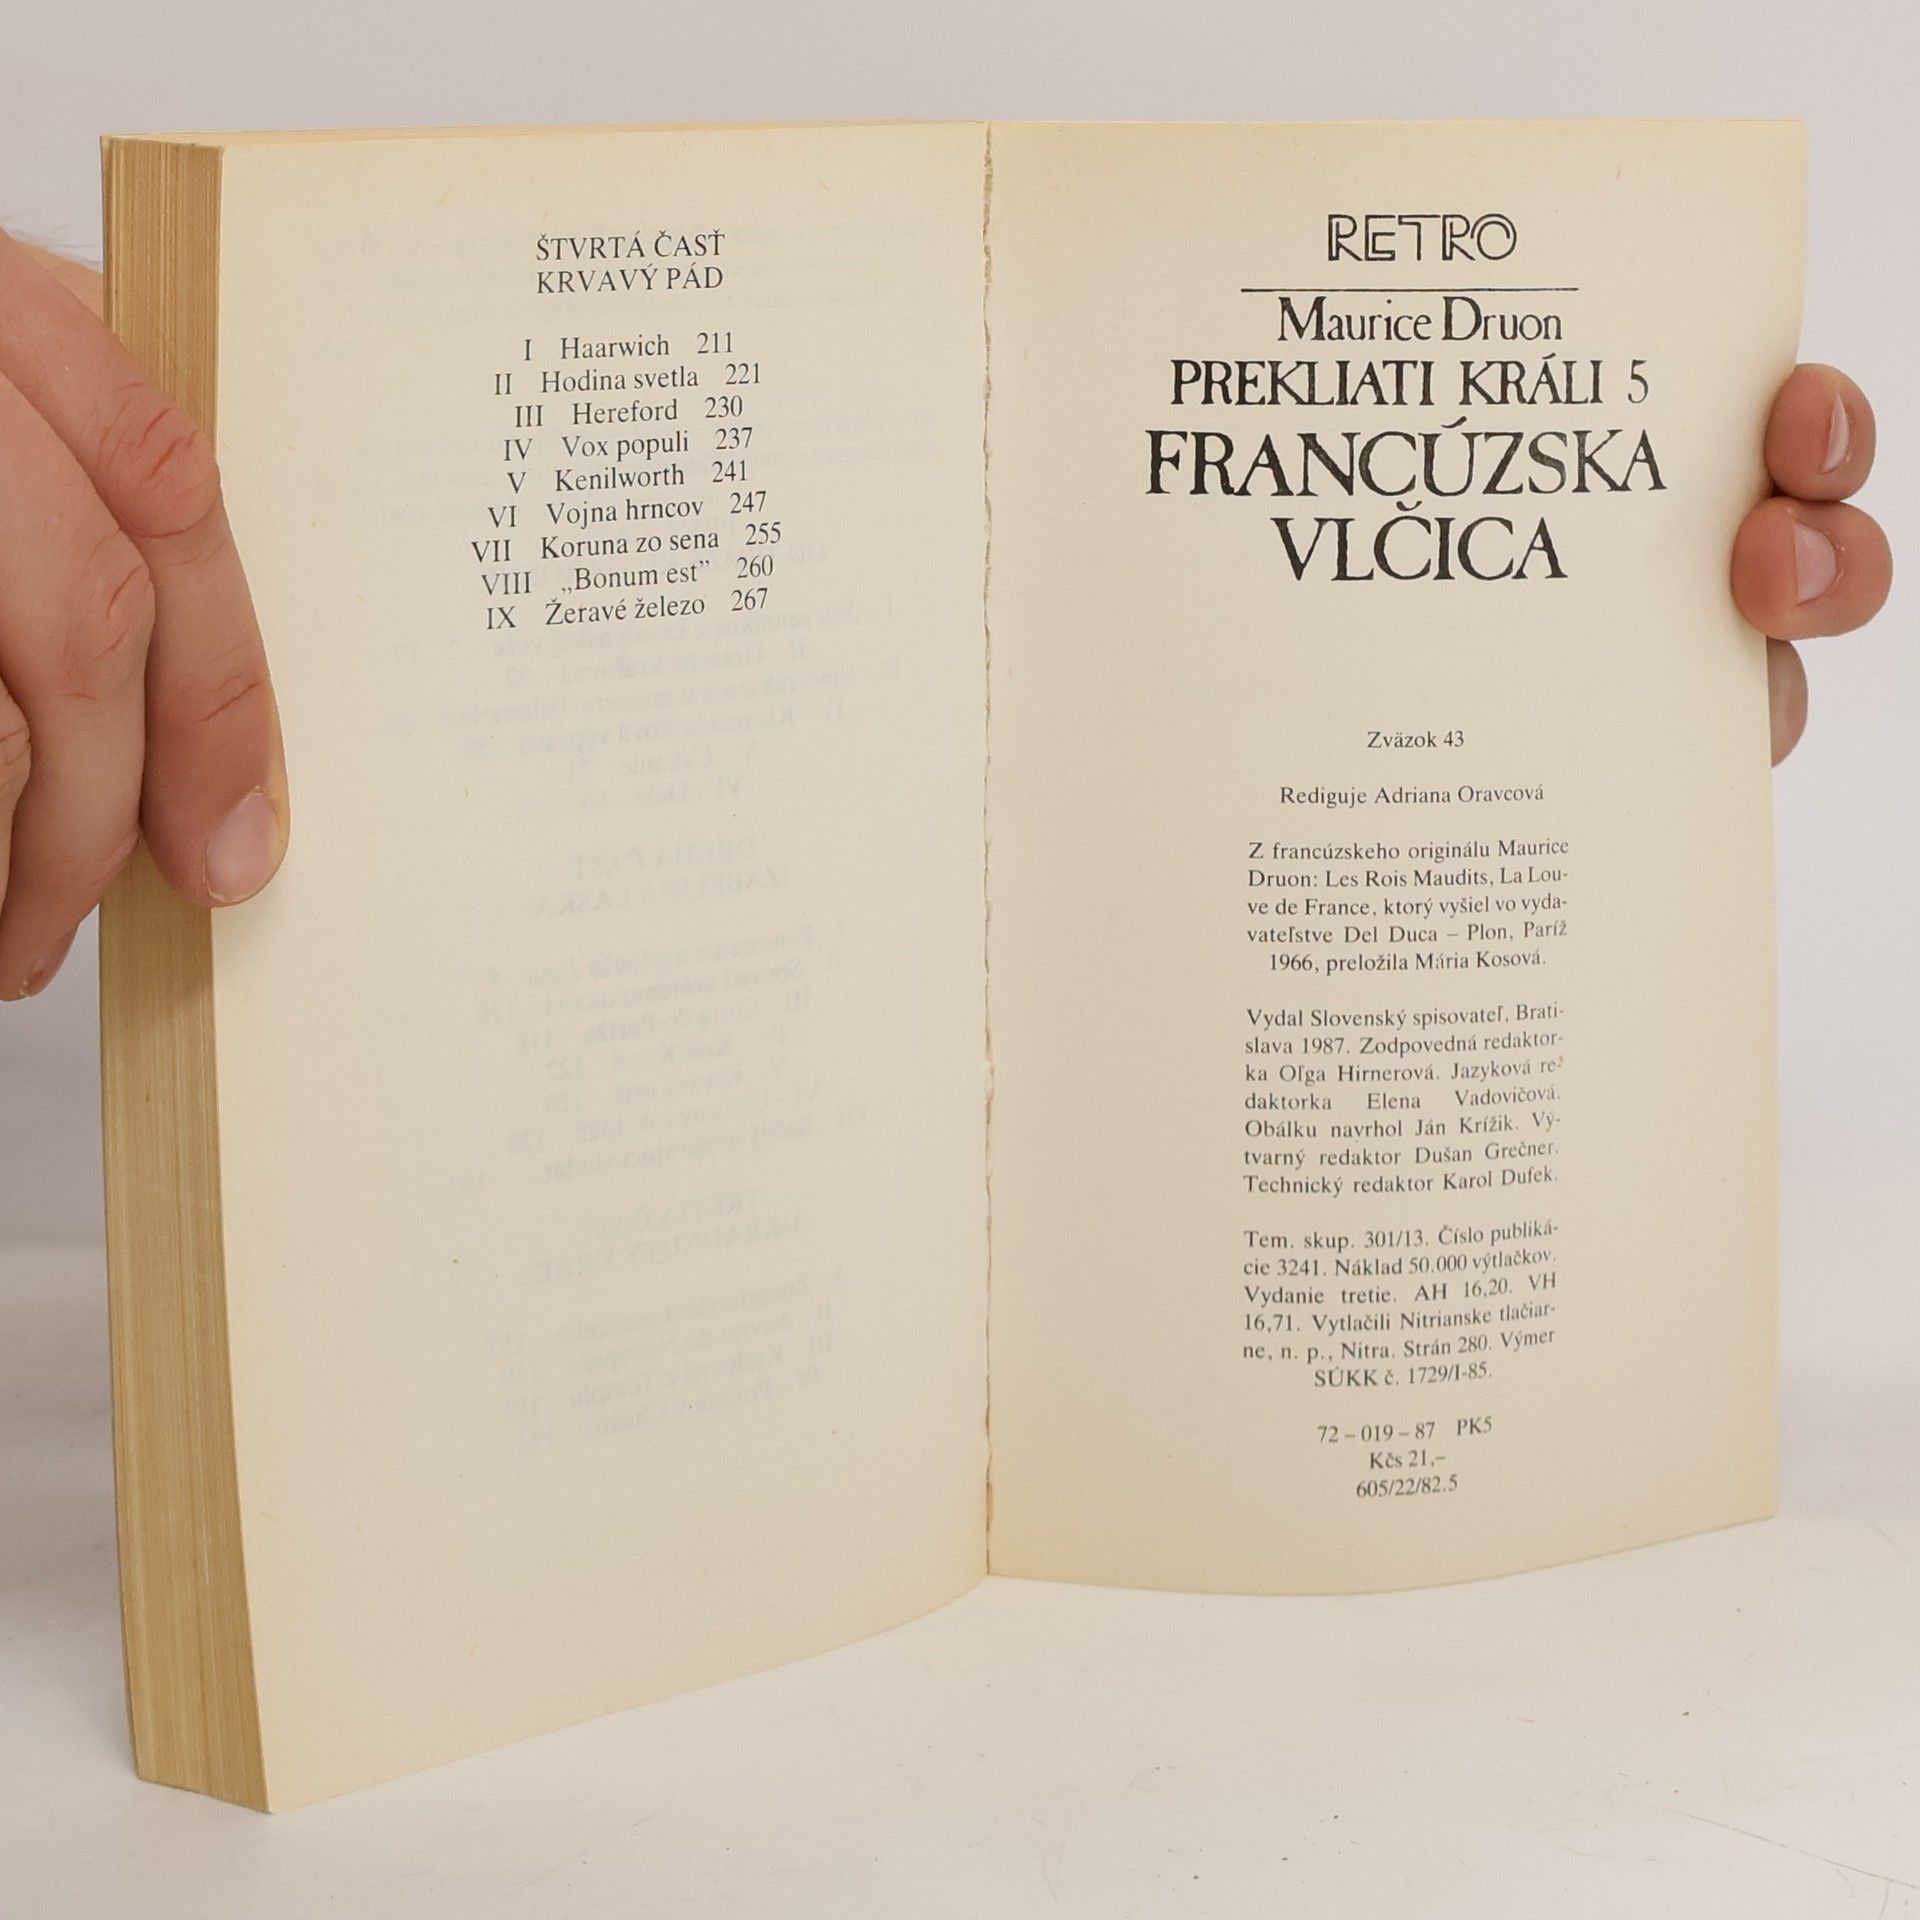 ŠTVRTÁ ČASŤ
KRVAVÝ PÁD
I Haarwich 211
II Hodina svetla 221
III Hereford 230
IV Vox populi 237
V Kenilworth 241
VI Vojna hrncov 247
VII Koruna zo sena 255
VIII „Bonum est” 260
IX Žeravé železo 267
RETRO
Maurice Druon
PREKLIATI KRÁLI 5
FRANCÚZSKA
VLČICA
Zväzok 43
Rediguje Adriana Oravcová
Z francúzskeho originálu Maurice
Druon: Les Rois Maudits, La Lou-
ve de France, ktorý vyšiel vo vyda-
vateľstve Del Duca – Plon, Paríž
1966, preložila Mária Kosová.
Vydal Slovenský spisovateľ, Brati-
slava 1987. Zodpovedná redaktor-
ka Oľga Hirnerová. Jazyková re-
daktorka Elena Vadovičová.
Obálku navrhol Ján Krížik. Vý-
tvarný redaktor Dušan Grečner.
Technický redaktor Karol Dufek.
Tem. skup. 301/13. Číslo publiká-
cie 3241. Náklad 50.000 výtlačkov.
Vydanie tretie. AH 16,20. VH
16,71. Vytlačili Nitrianske tlačiar-
ne, n. p., Nitra. Strán 280. Výmer
SÚKK č. 1729/I-85.
72 – 019 – 87 PK5
Kčs 21,–
605/22/82.5